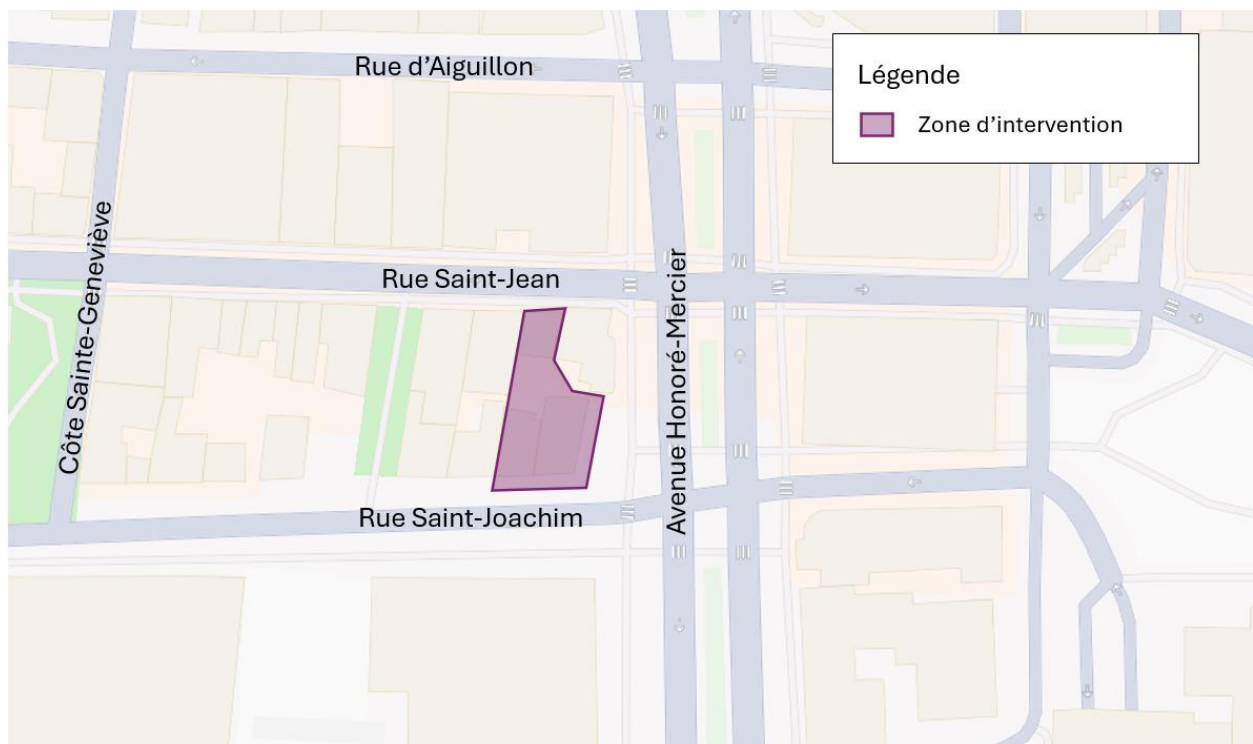 Rue d'Aiguillon
Légende
Zone d'intervention
Côte Sainte-Geneviève
Rue Saint-Jean
Avenue Honoré-Mercier
Rue Saint-Joachim